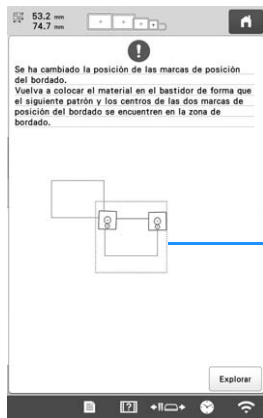 53.2 mm
74.7 mm
Se ha cambiado la posición de las marcas de posición
del bordado.
Vuelva a colocar el material en el bastidor de forma que
el siguiente patrón y los centros de las dos marcas de
posición del bordado se encuentren en la zona de
bordado.
Explorar